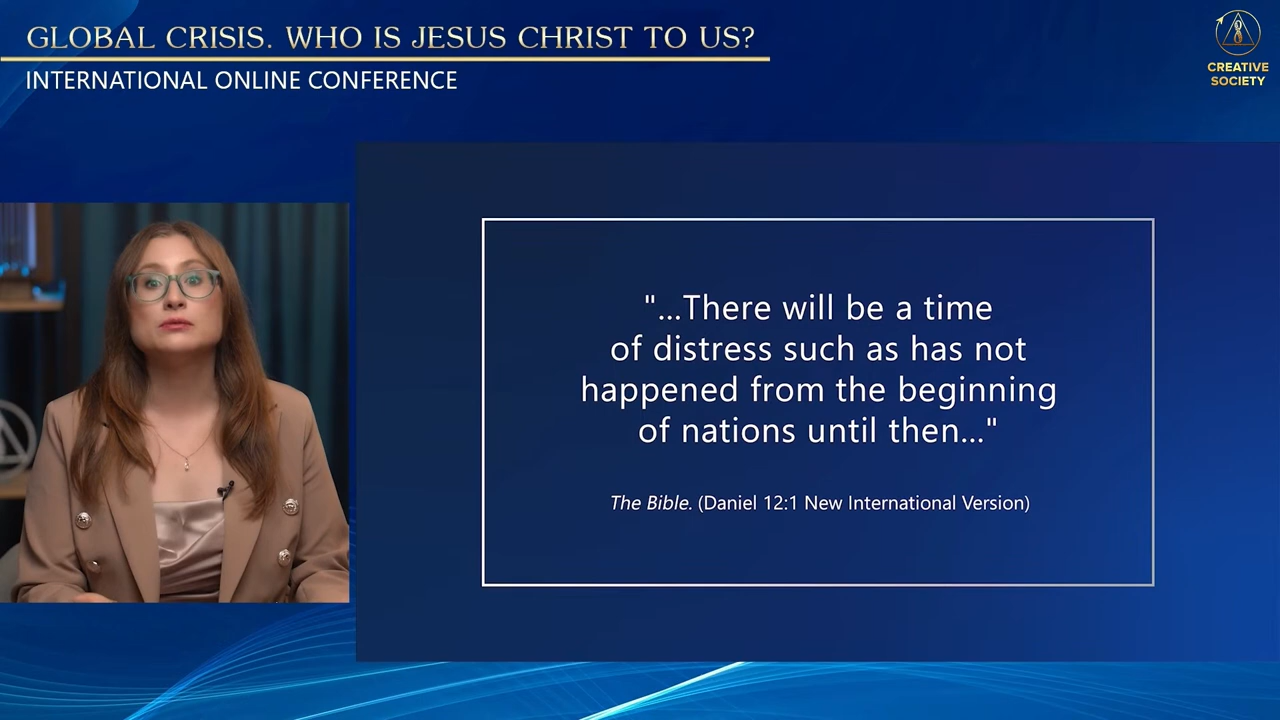 GLOBAL CRISIS. WHO IS JESUS CHRIST TO US?
INTERNATIONAL ONLINE CONFERENCE
CREATIVE
SOCIETY
"...There will be a time
of distress such as has not
happened from the beginning
of nations until then..."
The Bible. (Daniel 12:1 New International Version)